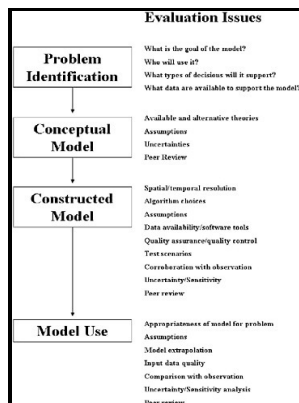 Evaluation Issues
Problem
Identification
What is the goal of the model?
Who will use it?
What types of decisions will it support?
What data are available to support the model?
Conceptual
Model
Available and alternative theories
Assumptions
Uncertainties
Peer Review
Constructed
Model
Spatial/temporal resolution
Algorithm choices
Assumptions
Data availability/software tools
Quality assurance/quality control
Test scenarios
Corroboration with observation
Uncertainty/Sensitivity
Peer review
Model Use
Appropriateness of model for problem
Assumptions
Model extrapolation
Input data quality
Comparison with observation
Uncertainty/Sensitivity analysis
Peer review